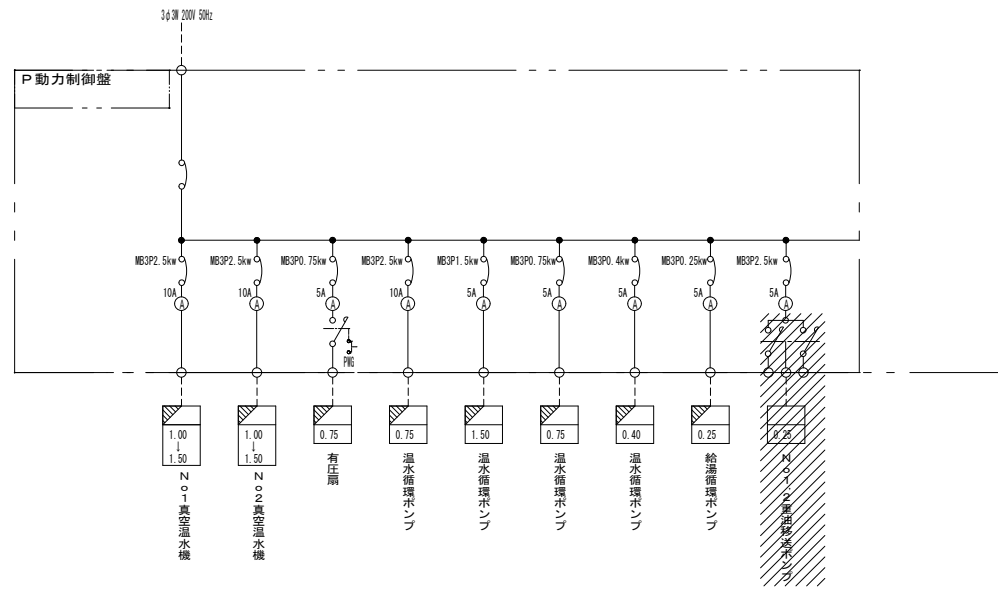 3φ3W 200V 50Hz
P動力制御盤
MB3P2.5kw
MB3P2.5kw
MB3P0.75kw
MB3P2.5kw
MB3P1.5kw
MB3P0.75kw
MB3P0.4kw
MB3P0.25kw
MB3P2.5kw
10A
10A
5A
10A
5A
5A
5A
5A
5A
A
A
A
A
A
A
A
A
A
PMG
1.00
↓
1.50
1.00
↓
1.50
0.75
0.75
1.50
0.75
0.40
0.25
0.25
No1真空温水機
No2真空温水機
有圧扇
温水循環ポンプ
温水循環ポンプ
温水循環ポンプ
温水循環ポンプ
給湯循環ポンプ
No1.2重油移送ポンプ